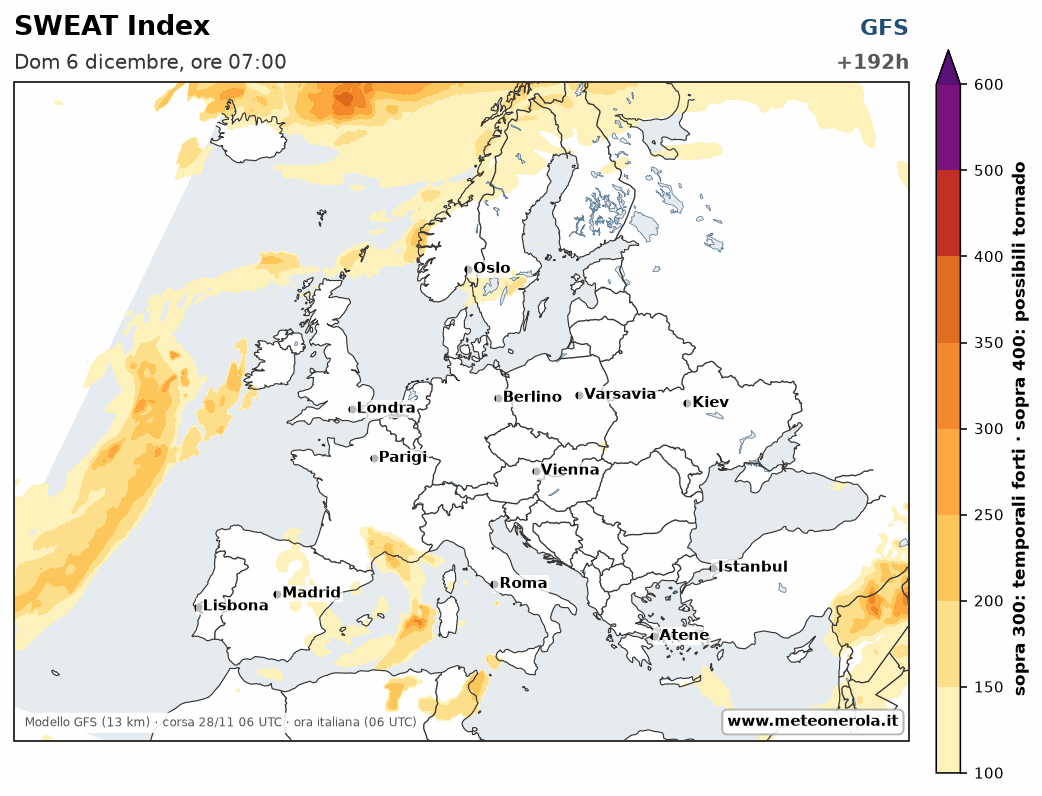 SWEAT Index
GFS
Dom 6 dicembre, ore 07:00
+192h
600
500
400
350
300
250
200
150
100
sopra 300: temporali forti · sopra 400: possibili tornado
Oslo
Berlino
Varsavia
Kiev
Londra
Parigi
Vienna
Istanbul
Roma
Madrid
Lisbona
Atene
Modello GFS (13 km) · corsa 28/11 06 UTC · ora italiana (06 UTC)
www.meteonerola.it